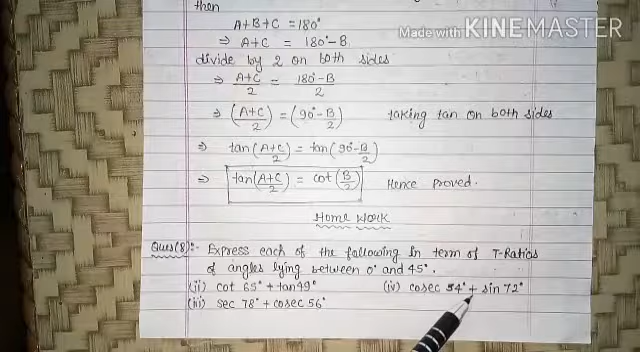 then
A+B+C = 180°
Made with KINEMASTER
⇒ A+C = 180°-B
divide by 2 on both sides
⇒ A+C/2 = 180°-B/2
⇒ (A+C/2) = (90°-B/2) taking tan on both sides
⇒ tan(A+C/2) = tan(90°-B/2)
⇒ tan(A+C/2) = cot(B/2) Hence Proved.
Home Work
Ques(8):- Express each of the following in term of T-Ratios
of angles lying between 0° and 45°.
(ii) cot 65° + tan49° (iv) cosec 54° + sin 72°
(iii) sec 78° + cosec 56°